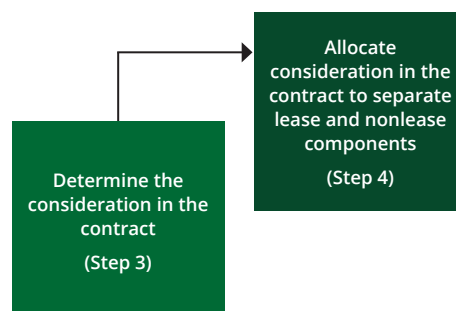 Determine the
consideration in the
contract
(Step 3)
Allocate
consideration in the
contract to separate
lease and nonlease
components
(Step 4)